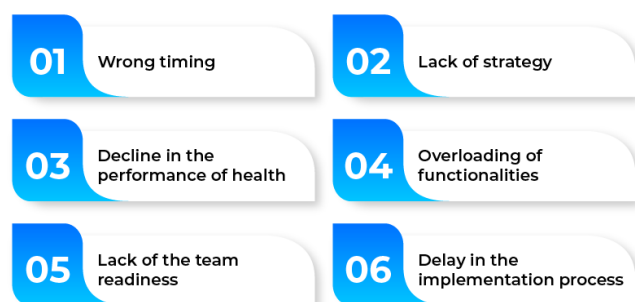 01
Wrong timing
02
Lack of strategy
03
Decline in the
performance of health
04
Overloading of
functionalities
05
Lack of the team
readiness
06
Delay in the
implementation process